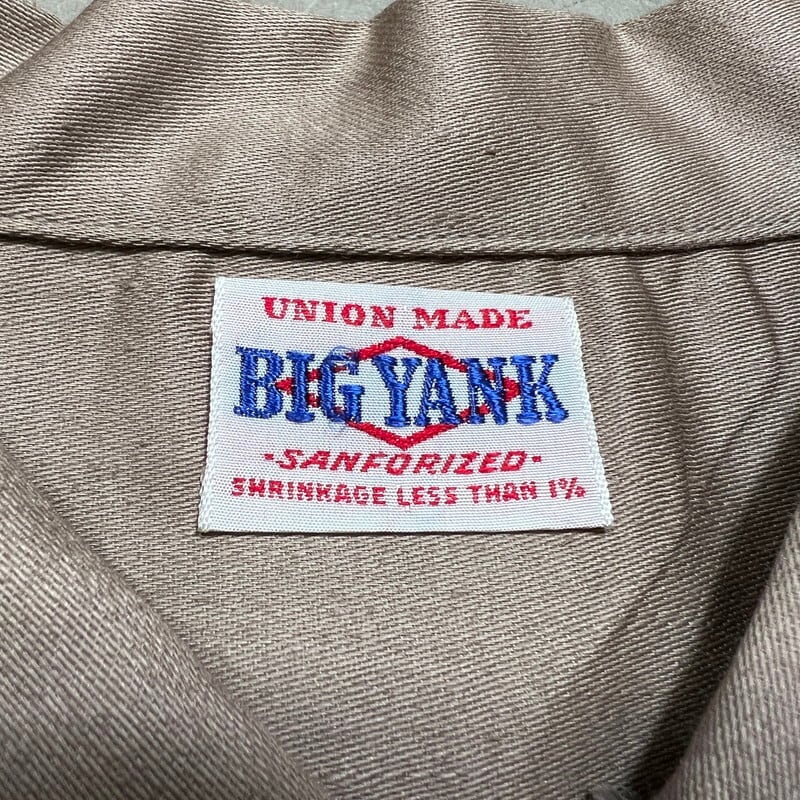 UNION MADE
BIG YANK
-SANFORIZED-
SHRINKAGE LESS THAN 1%